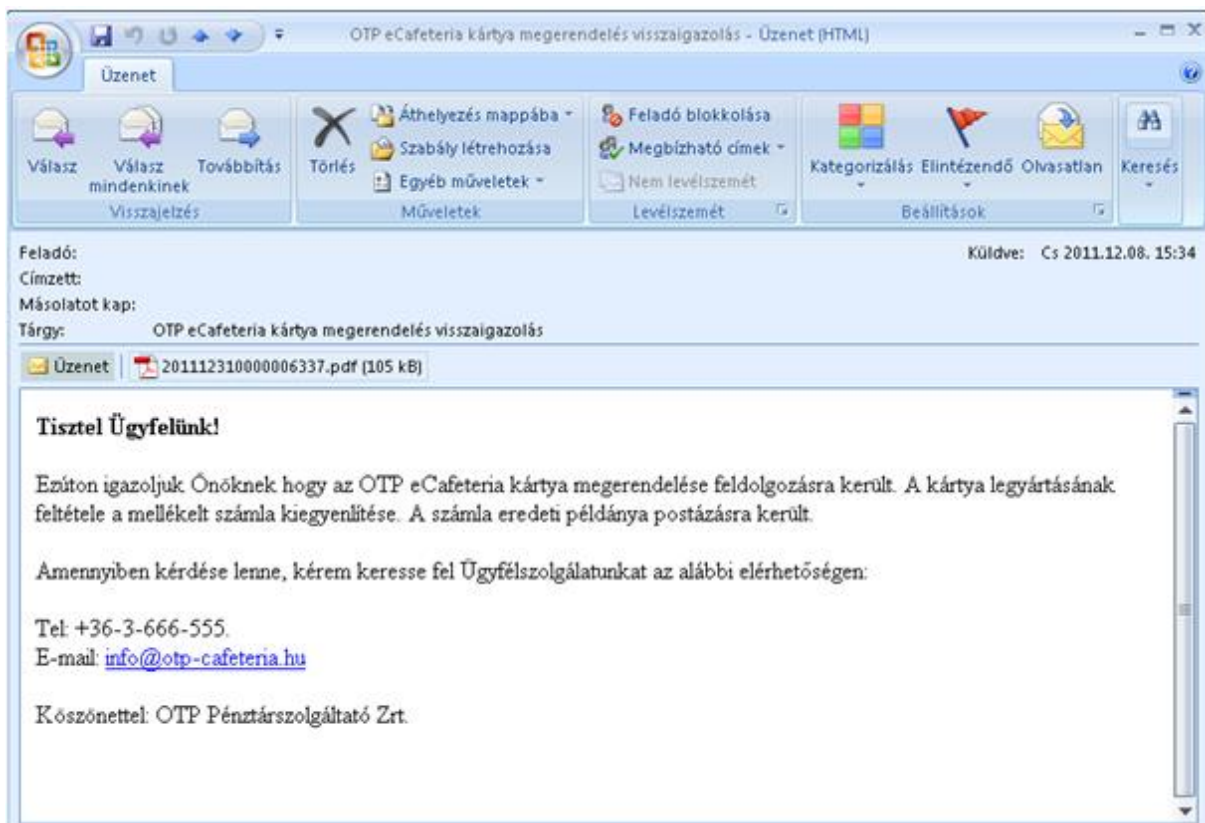 OTP eCafeteria kártya megerendelés visszaigazolás - Üzenet (HTML)
Üzenet
Válasz
Válasz mindenkinek
Továbbítás
Visszajelzés
Törlés
Áthelyezés mappába
Szabály létrehozása
Egyéb műveletek
Műveletek
Feladó blokkolása
Megbízható címek
Nem levélszemét
Levélszemét
Kategorizálás
Elintézendő
Olvasatlan
Beállítások
Keresés
Feladó:
Küldve: Cs 2011.12.08. 15:34
Címzett:
Másolatot kap:
Tárgy: OTP eCafeteria kártya megerendelés visszaigazolás
Üzenet
201112310000006337.pdf (105 kB)
Tisztel Ügyfelünk!
Ezúton igazoljuk Önöknek hogy az OTP eCafeteria kártya megerendelése feldolgozásra került. A kártya legyártásának
feltétele a mellékelt számla kiegyenlítése. A számla eredeti példánya postázásra került.
Amennyiben kérdése lenne, kérem keresse fel Ügyfélszolgálatunkat az alábbi elérhetőségen:
Tel: +36-3-666-555.
E-mail: info@otp-cafeteria.hu
Köszönettel: OTP Pénztárszolgáltató Zrt.